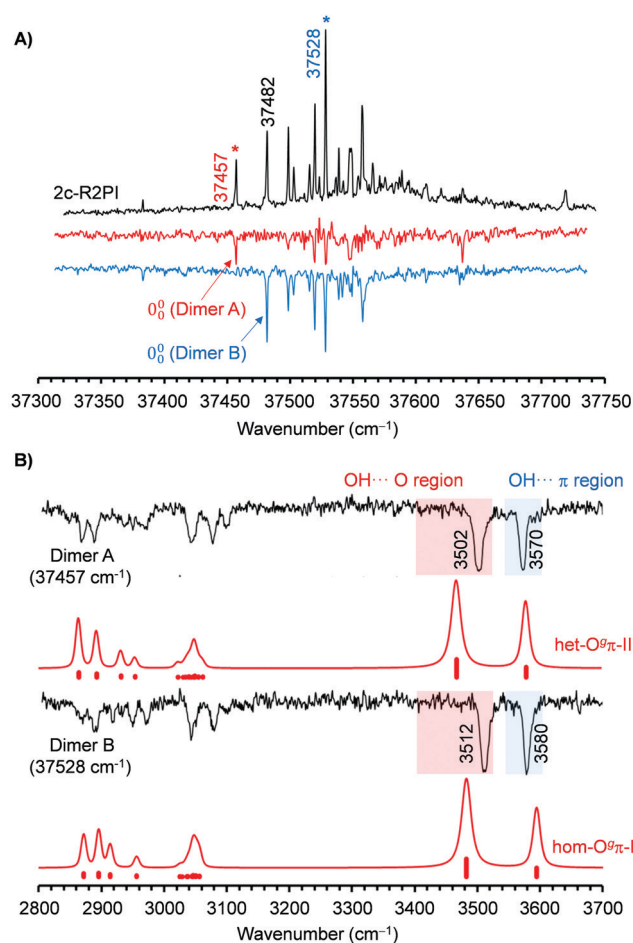 A)
37457
*
37482
37528
*
2c-R2PI
0⁰₀ (Dimer A)
0⁰₀ (Dimer B)
37300 37350 37400 37450 37500 37550 37600 37650 37700 37750
Wavenumber (cm⁻¹)
B)
OH··· O region
OH··· π region
3502
3570
Dimer A
(37457 cm⁻¹)
het-Oᵍπ-II
3512
3580
Dimer B
(37528 cm⁻¹)
hom-Oᵍπ-I
2800 2900 3000 3100 3200 3300 3400 3500 3600 3700
Wavenumber (cm⁻¹)